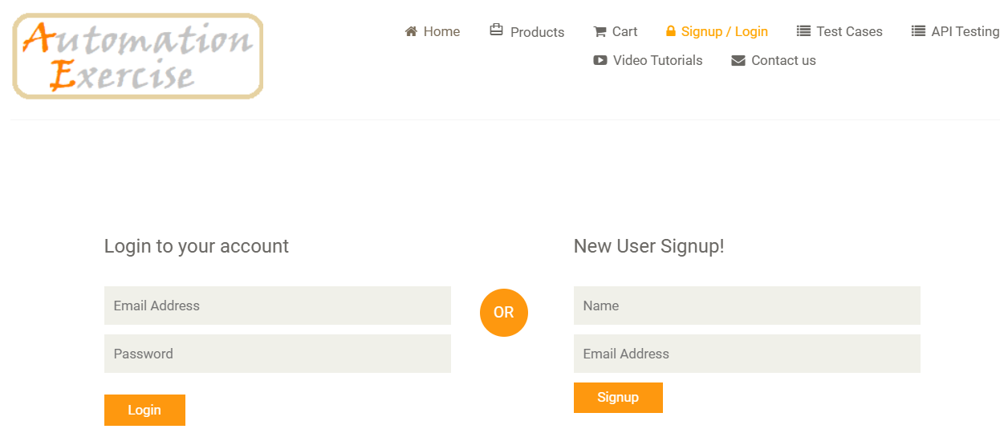 Automation
Exercise
Home Products Cart Signup / Login Test Cases API Testing
Video Tutorials Contact us
Login to your account
Email Address
Password
Login
OR
New User Signup!
Name
Email Address
Signup